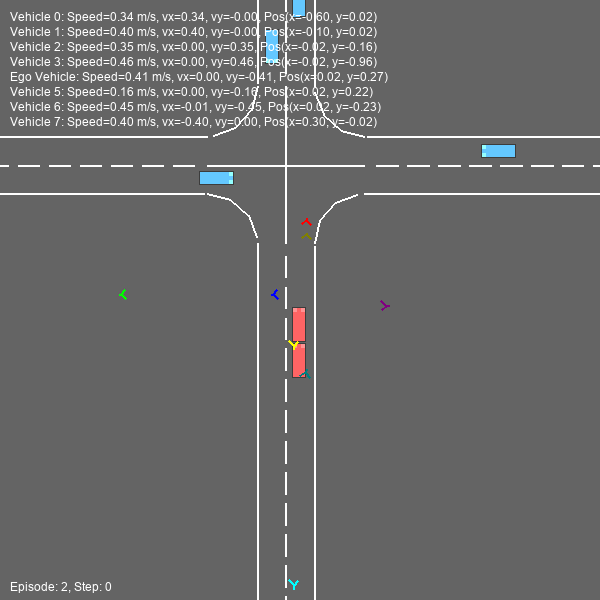 Vehicle 0: Speed=0.34 m/s, vx=0.34, vy=-0.00, Pos(x=-0.60, y=0.02)
Vehicle 1: Speed=0.40 m/s, vx=0.40, vy=-0.00, Pos(x=-0.10, y=0.02)
Vehicle 2: Speed=0.35 m/s, vx=0.00, vy=0.35, Pos(x=-0.02, y=-0.16)
Vehicle 3: Speed=0.46 m/s, vx=0.00, vy=0.46, Pos(x=-0.02, y=-0.96)
Ego Vehicle: Speed=0.41 m/s, vx=0.00, vy=-0.41, Pos(x=0.02, y=0.27)
Vehicle 5: Speed=0.16 m/s, vx=0.00, vy=-0.16, Pos(x=0.02, y=0.22)
Vehicle 6: Speed=0.45 m/s, vx=-0.01, vy=-0.45, Pos(x=0.02, y=-0.23)
Vehicle 7: Speed=0.40 m/s, vx=-0.40, vy=0.00, Pos(x=0.30, y=-0.02)
Episode: 2, Step: 0